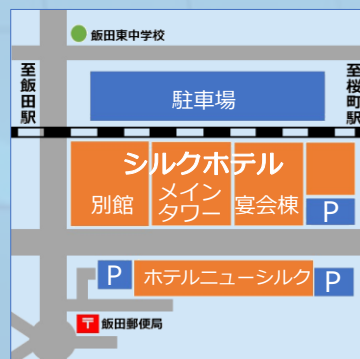 飯田東中学校
至飯田駅
至桜町駅
駐車場
シルクホテル
別館
メイン
タワー
宴会棟
P
P
ホテルニューシルク
P
〒
飯田郵便局